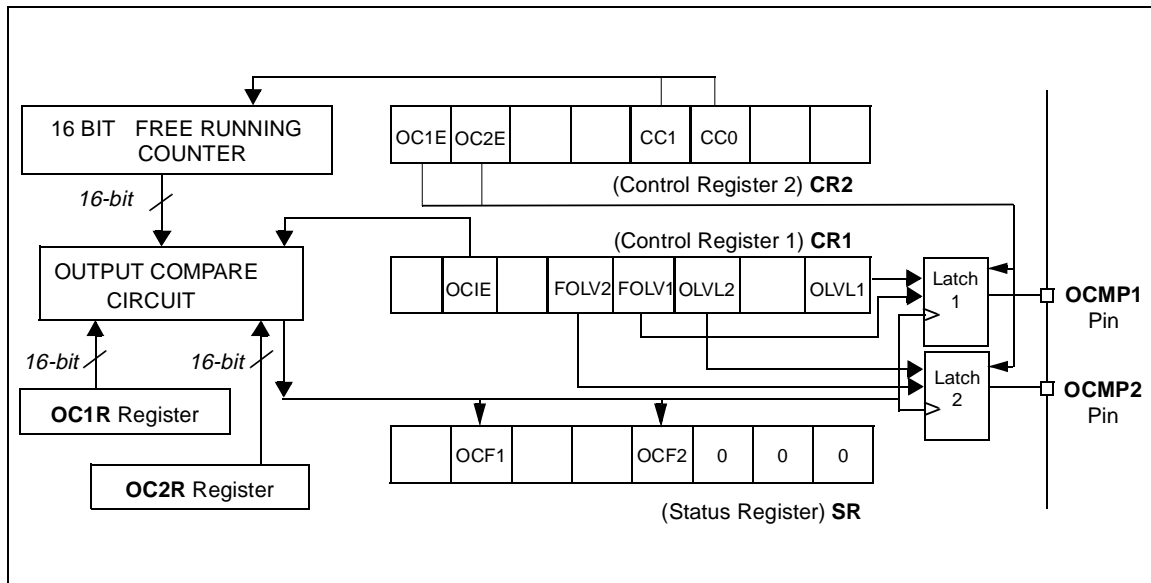 16 BIT FREE RUNNING
COUNTER
OC1E OC2E CC1 CC0
(Control Register 2) CR2
16-bit
(Control Register 1) CR1
OUTPUT COMPARE
CIRCUIT
OCIE FOLV2 FOLV1 OLVL2 OLVL1
Latch
1
OCMP1
Pin
16-bit 16-bit
Latch
2
OCMP2
Pin
OC1R Register
OCF1 OCF2 0 0 0
OC2R Register
(Status Register) SR